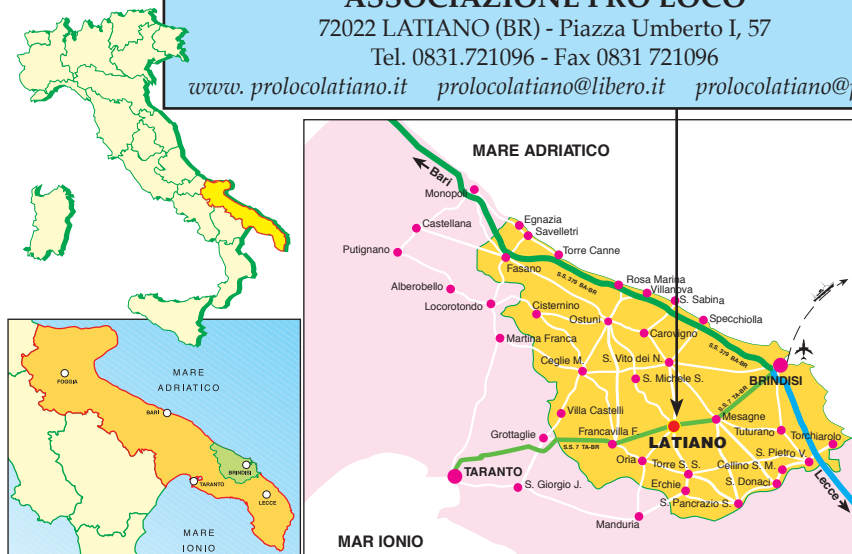 ASSOCIAZIONE PRO LOCO
72022 LATIANO (BR) - Piazza Umberto I, 57
Tel. 0831.721096 - Fax 0831 721096
www. prolocolatiano.it prolocolatiano@libero.it prolocolatiano@p
MARE ADRIATICO
Bari
Monopoli
Castellana
Egnazia
Savelletri
Putignano
Torre Canne
Fasano
S.S. 379 BA-BR
Rosa Marina
Villanova
S. Sabina
Alberobello
Locorotondo
Cisternino
Ostuni
Specchiolla
Carovigno
Martina Franca
S.S. 379 BA-BR
Ceglie M.
S. Vito dei N.
S. Michele S.
BRINDISI
S.S. 7 TA-BR
Villa Castelli
Mesagne
Grottaglie
Francavilla F.
LATIANO
Tuturano
Torchiarolo
S.S. 7 TA-BR
Oria
Torre S. S.
Cellino S. M.
S. Pietro V.
TARANTO
Erchie
S. Donaci
Lecce
S. Giorgio J.
S. Pancrazio S.
Manduria
MAR IONIO
MARE
ADRIATICO
FOGGIA
BARI
BRINDISI
TARANTO
LECCE
MARE
IONIO